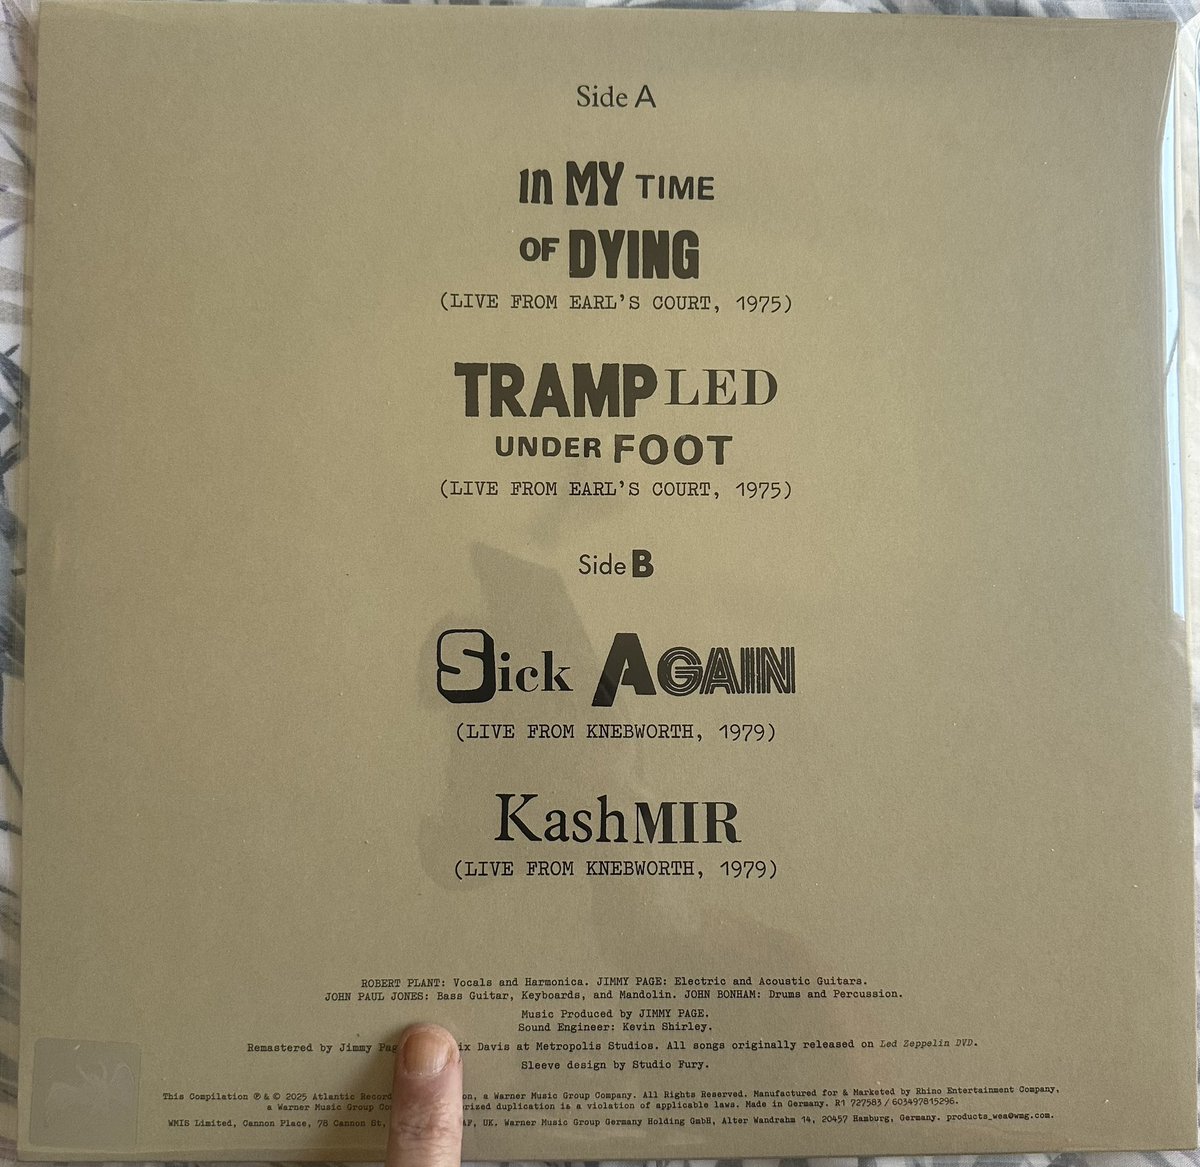 Side A
In MY TIME
OF DYING
(LIVE FROM EARL'S COURT, 1975)
TRAMPLED
UNDER FOOT
(LIVE FROM EARL'S COURT, 1975)
Side B
Sick AGAIN
(LIVE FROM KNEBWORTH, 1979)
KashMIR
(LIVE FROM KNEBWORTH, 1979)
ROBERT PLANT: Vocals and Harmonica. JIMMY PAGE: Electric and Acoustic Guitars.
JOHN PAUL JONES: Bass Guitar, Keyboards, and Mandolin. JOHN BONHAM: Drums and Percussion.
Music Produced by JIMMY PAGE.
Sound Engineer: Kevin Shirley.
Remastered by Jimmy Davis at Metropolis Studios. All songs originally released on Led Zeppelin DVD.
Sleeve design by Studio Fury.
This Compilation ℗ & © 2025 Atlantic a Warner Music Group Company. All Rights Reserved. Manufactured for & Marketed by Rhino Entertainment Company,
a Warner Music Group duplication is a violation of applicable laws. Made in Germany. R1 727583 / 603497815296.
WMIS Limited, Cannon Place, 78 Cannon St, UK. Warner Music Group Germany Holding GmbH, Alter Wandrahm 14, 20457 Hamburg, Germany. products_wea@wmg.com.